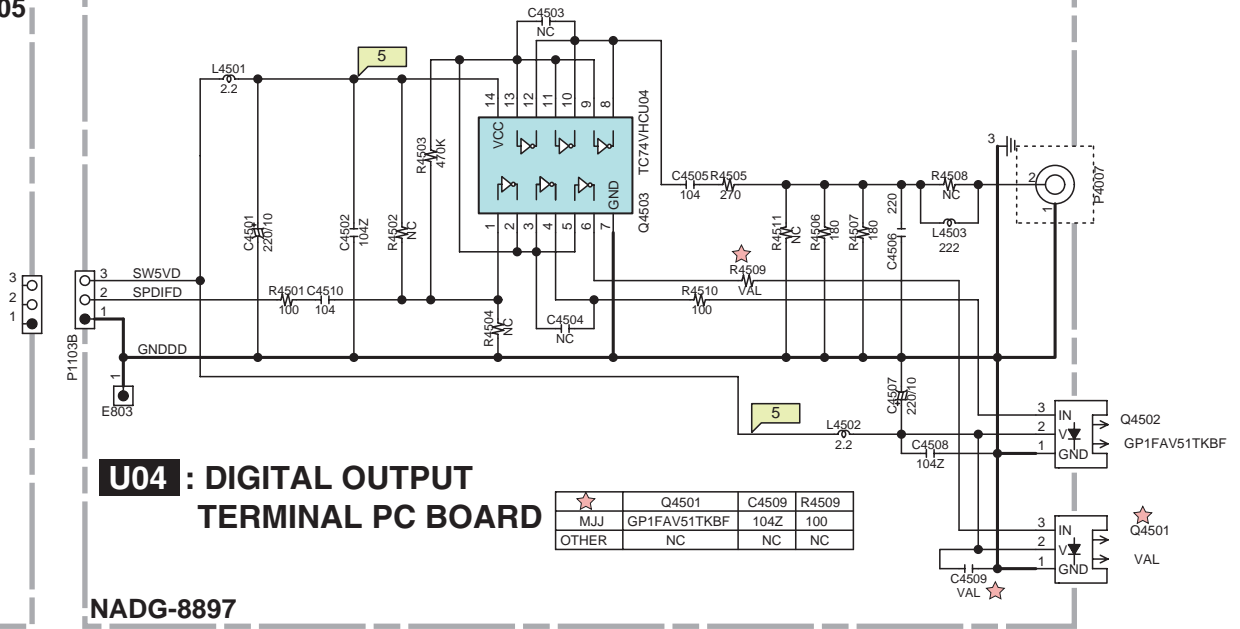 05
C4503
NC
5
L4501
2.2
14
13
12
11
10
9
8
VCC
GND
TC74VHCU04
Q4503
R4503
470K
C4501
220/10
C4502
104Z
R4502
NC
1
2
3
4
5
6
7
C4505
104
R4505
270
R4511
NC
R4506
180
R4507
180
220
C4506
R4508
NC
L4503
222
3
2
1
P4007
3
2
1
3
2
1
SW5VD
SPDIFD
GNDDD
P1103B
R4501
100
C4510
104
R4504
NC
C4504
NC
R4509
VAL
R4510
100
1
E803
C4507
220/10
5
L4502
2.2
C4508
104Z
3
2
1
IN
V
GND
Q4502
GP1FAV51TKBF
U04 : DIGITAL OUTPUT
TERMINAL PC BOARD
Q4501 C4509 R4509
MJJ GP1FAV51TKBF 104Z 100
OTHER NC NC NC
3
2
1
IN
V
GND
Q4501
VAL
C4509
VAL
NADG-8897